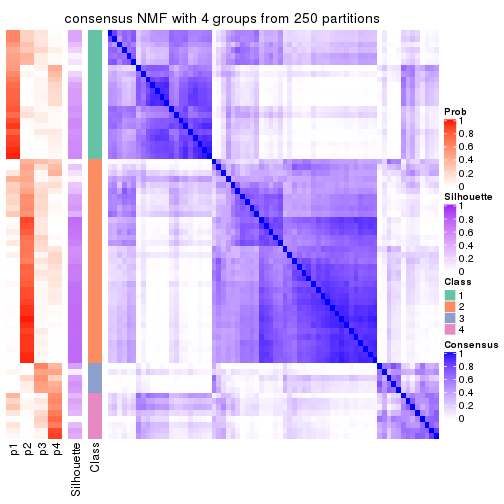 consensus NMF with 4 groups from 250 partitions
Prob
1
0.8
0.6
0.4
0.2
0
Silhouette
0.8
0.6
0.4
0.2
0
Class
1
2
3
4
Consensus
1
0.8
0.6
0.4
0.2
0
p1
p2
p3
p4
Silhouette
Class